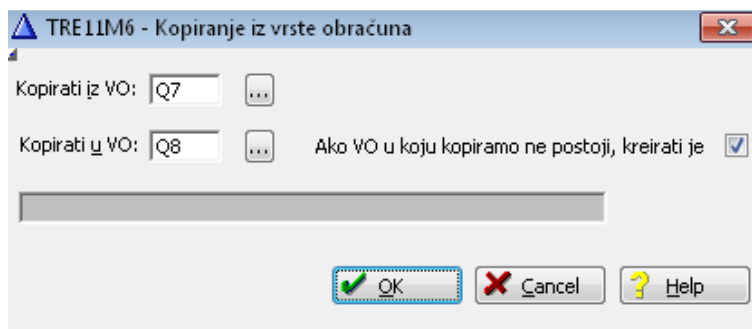 TRE11M6 - Kopiranje iz vrste obračuna
Kopirati iz VO: Q7 ...
Kopirati u VO: Q8 ... Ako VO u koju kopiramo ne postoji, kreirati je
OK Cancel Help